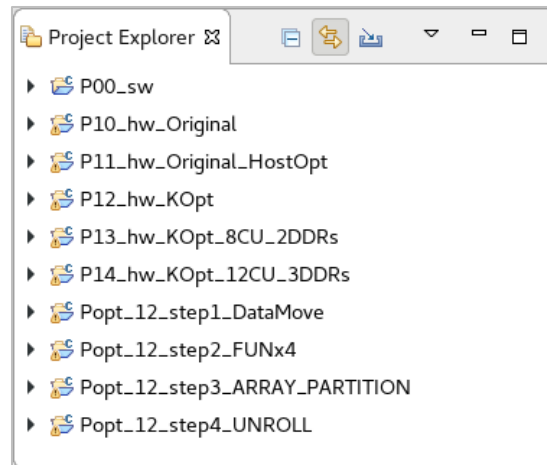 Project Explorer
P00_sw
P10_hw_Original
P11_hw_Original_HostOpt
P12_hw_KOpt
P13_hw_KOpt_8CU_2DDRs
P14_hw_KOpt_12CU_3DDRs
Popt_12_step1_DataMove
Popt_12_step2_FUNx4
Popt_12_step3_ARRAY_PARTITION
Popt_12_step4_UNROLL